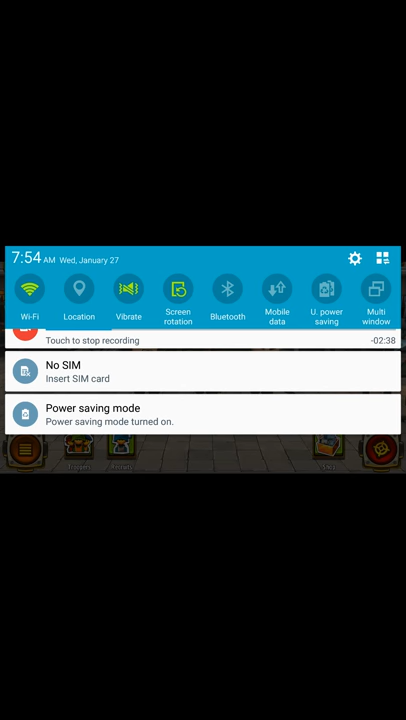 7:54 AM Wed, January 27
Wi-Fi
Location
Vibrate
Screen
rotation
Bluetooth
Mobile
data
U. power
saving
Multi
window
Touch to stop recording
-02:38
No SIM
Insert SIM card
Power saving mode
Power saving mode turned on.
Troopers
Recruits